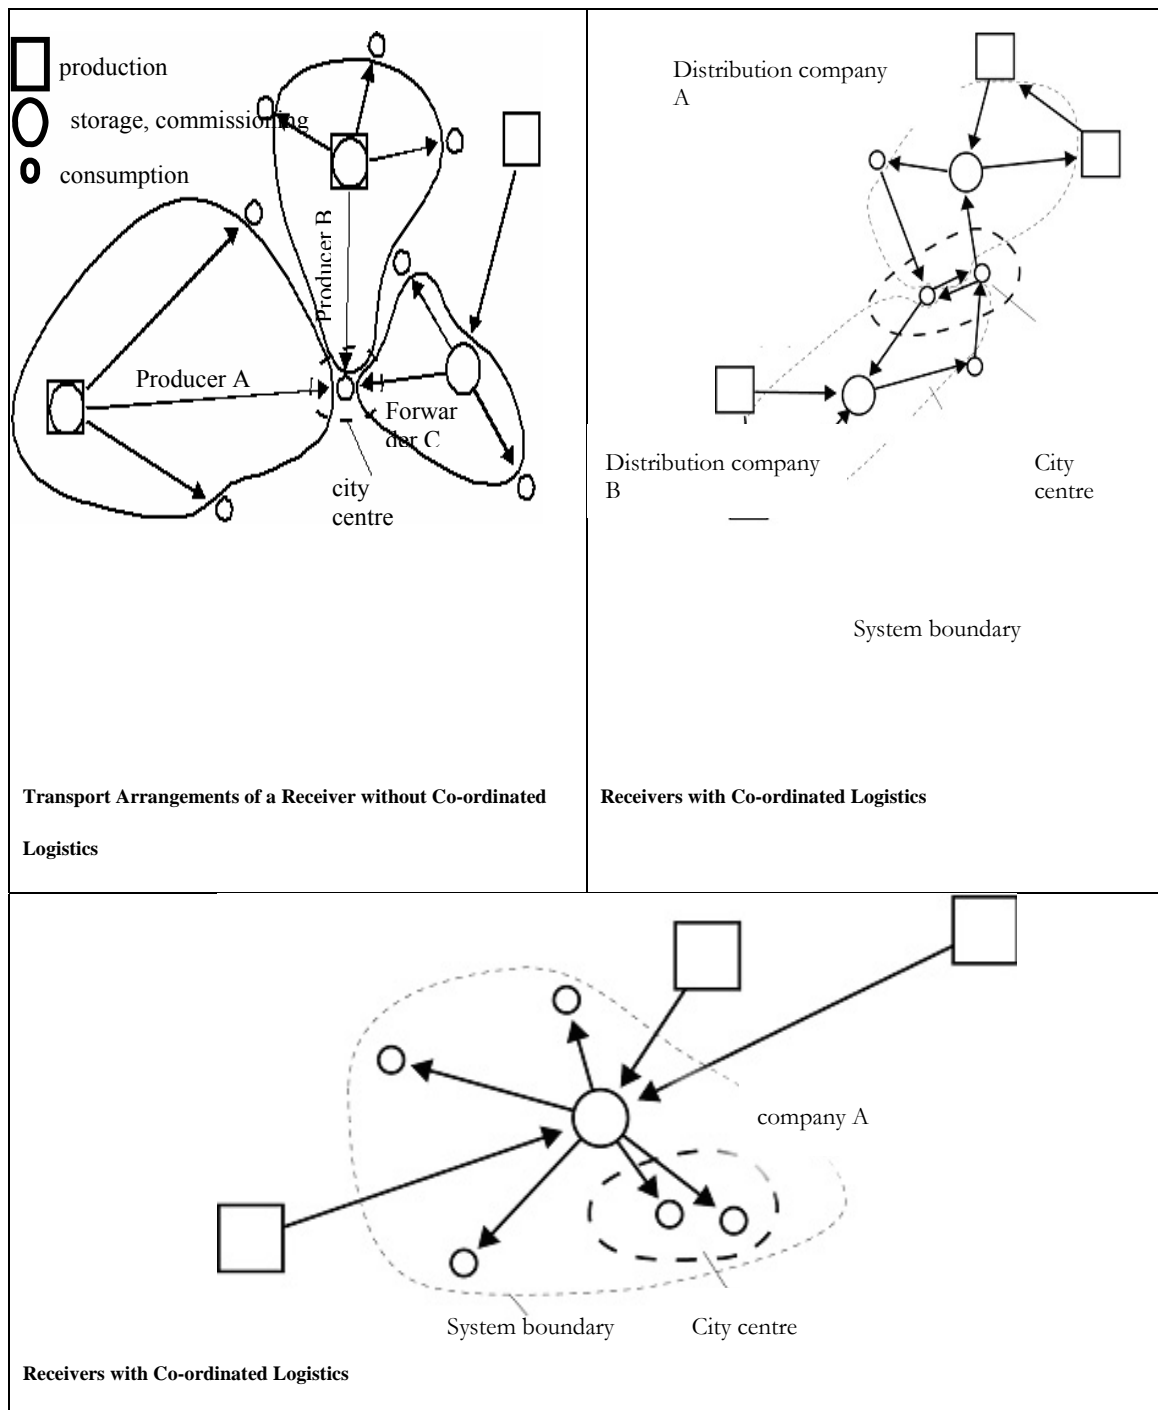 production
storage, commissioning
consumption
Producer B
Producer A
Forwar
der C
city
centre
Transport Arrangements of a Receiver without Co-ordinated
Logistics
Distribution company
A
Distribution company
B
City
centre
System boundary
Receivers with Co-ordinated Logistics
company A
System boundary
City centre
Receivers with Co-ordinated Logistics